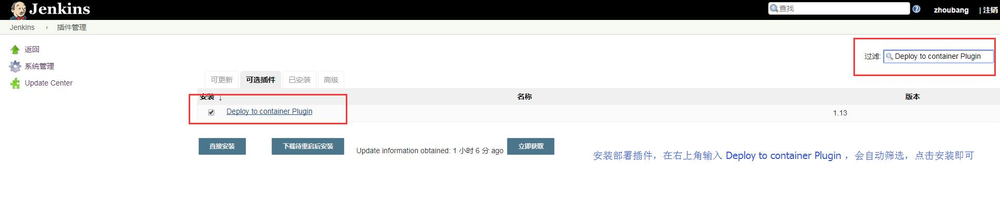 Jenkins
查找
zhoubang
| 注销
Jenkins
插件管理
返回
系统管理
Update Center
过滤: Deploy to container Plugin
可更新
可选插件
已安装
高级
安装 ↓
名称
版本
Deploy to container Plugin
1.13
直接安装
下载待重启后安装
Update information obtained: 1 小时 6 分 ago
立即获取
安装部署插件，在右上角输入 Deploy to container Plugin ，会自动筛选，点击安装即可